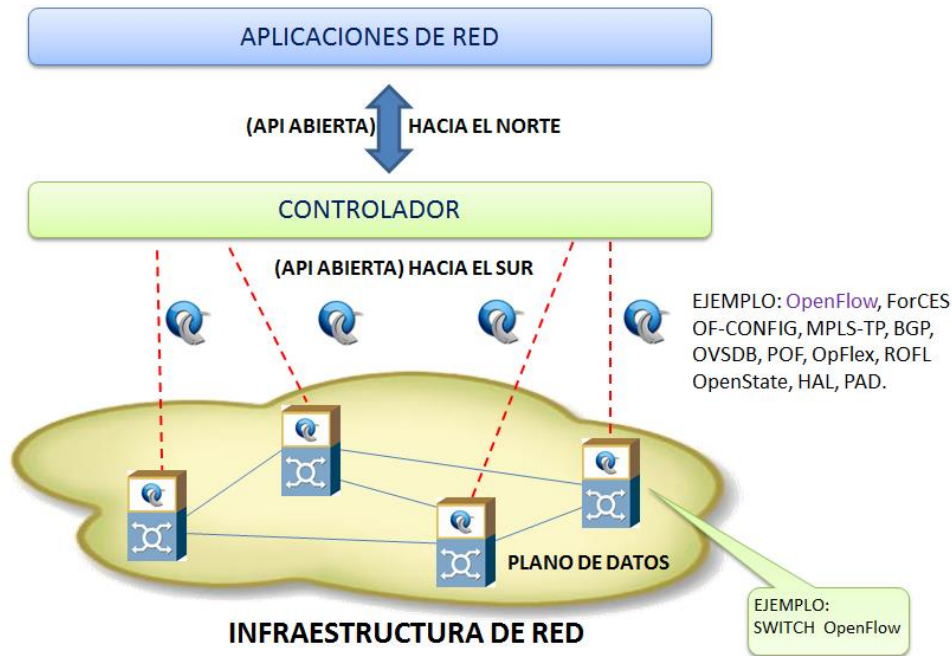 APLICACIONES DE RED
(API ABIERTA) HACIA EL NORTE
CONTROLADOR
(API ABIERTA) HACIA EL SUR
EJEMPLO: OpenFlow, ForCES
OF-CONFIG, MPLS-TP, BGP,
OVSDB, POF, OpFlex, ROFL
OpenState, HAL, PAD.
PLANO DE DATOS
EJEMPLO:
SWITCH OpenFlow
INFRAESTRUCTURA DE RED